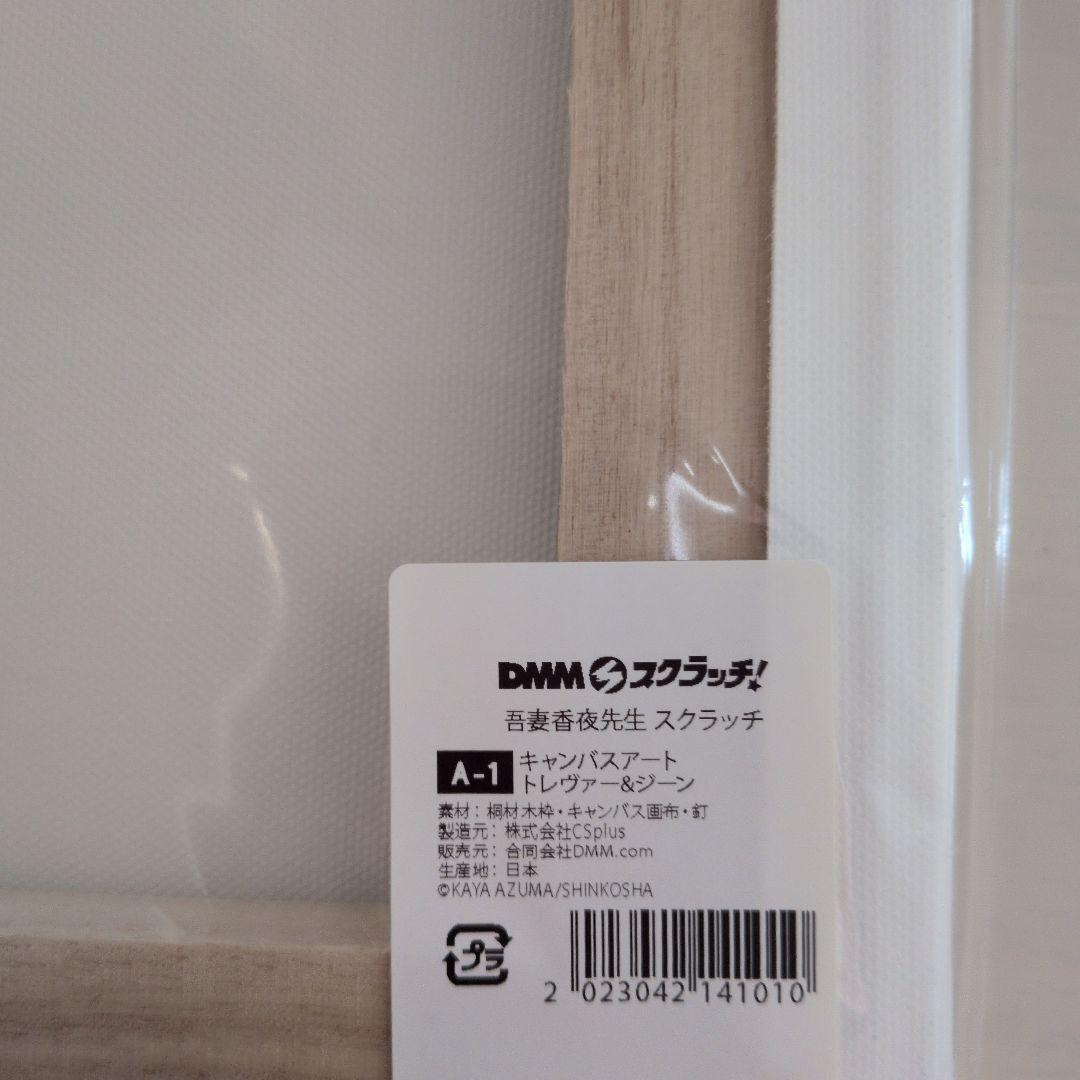 DMM スクラッチ!
吾妻香夜先生 スクラッチ
A-1 キャンバスアート
トレヴァー&ジーン
素材：桐材木枠・キャンバス画布・釘
製造元：株式会社CSplus
販売元：合同会社DMM.com
生産地：日本
©KAYA AZUMA/SHINKOSHA
プラ
2 023042 141010